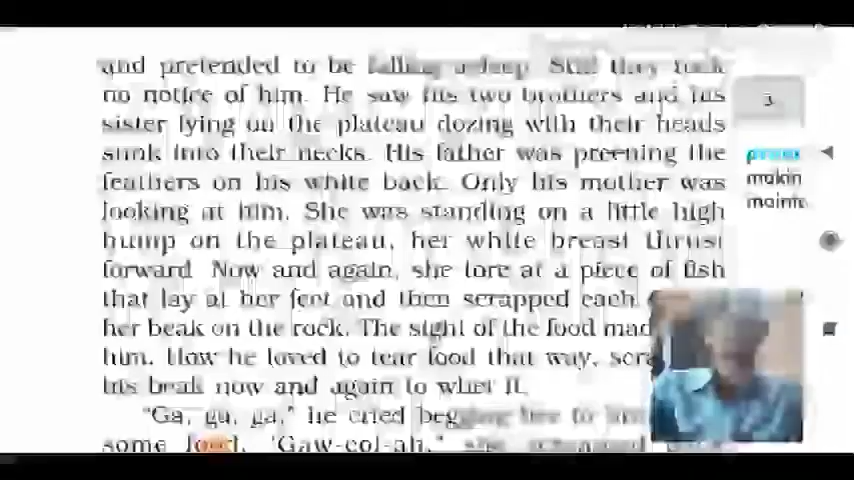 and pretended to be falling asleep. Still they took
no notice of him. He saw his two brothers and his
sister lying on the plateau dozing with their heads
sunk into their necks. His father was preening the
feathers on his white back. Only his mother was
looking at him. She was standing on a little high
hump on the plateau, her white breast thrust
forward. Now and again, she tore at a piece of fish
that lay at her feet and then scrapped each
her beak on the rock. The sight of the food
him. How he loved to tear food that way,
his beak now and again to whet it.
"Ga, ga, ga," he cried begging her to
some food. "Gaw-col-ah," she
3
makin